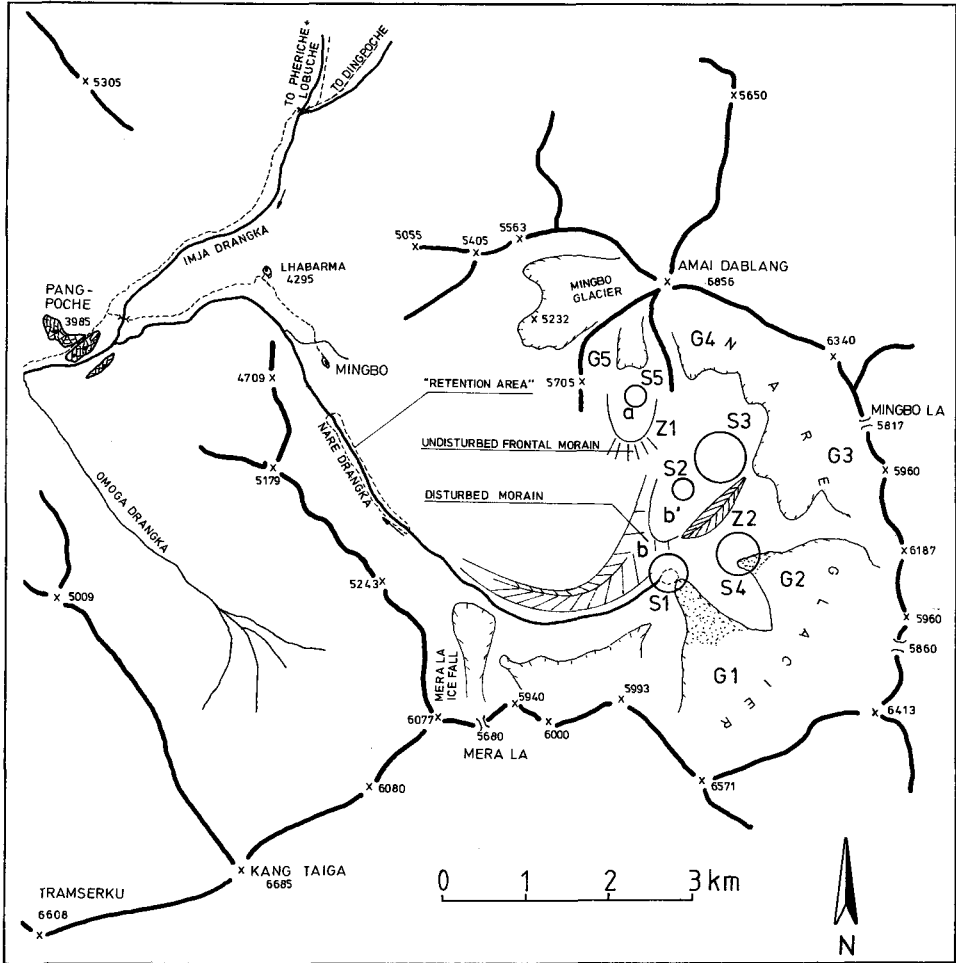 5305
TO PHERICHE +
LOBUCHE
TO DINGPOCHE
5650
IMJA DRANGKA
5055
5405
5563
LHABARMA
4295
AMAI DABLANG
6856
PANG-
POCHE
3985
MINGBO
GLACIER
5232
G4
N
6340
MINGBO
4709
G5
5705
S5
a
A
MINGBO LA
5817
"RETENTION AREA"
Z1
R
S3
UNDISTURBED FRONTAL MORAIN
E
G3
5960
5179
NARE DRANGKA
S2
DISTURBED MORAIN
b'
OMOGA DRANGKA
Z2
b
6187
5243
S1
S4
G2
G
L
5009
A
5960
C
5860
I
G1
E
R
MERA LA
ICE FALL
5940
5993
6413
6077
5680
6000
MERA LA
6571
6080
KANG TAIGA
6685
0 1 2 3 km
TRAMSERKU
6608
N